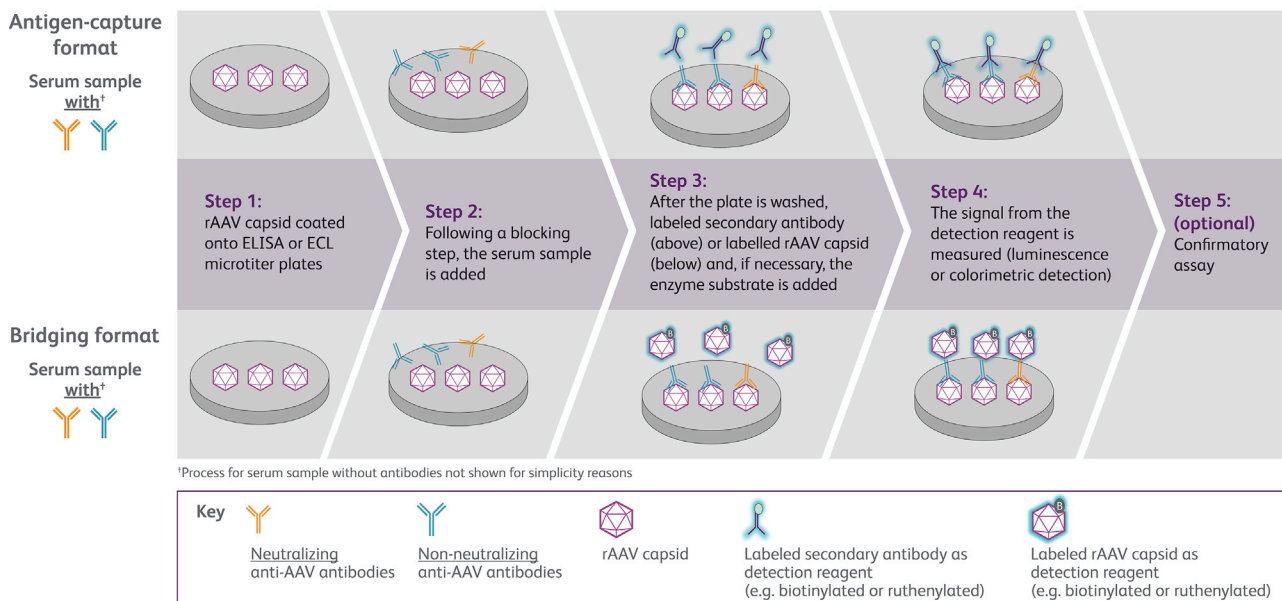 Antigen-capture
format
Serum sample
with†
Step 1:
rAAV capsid coated
onto ELISA or ECL
microtiter plates
Step 2:
Following a blocking
step, the serum sample
is added
Step 3:
After the plate is washed,
labeled secondary antibody
(above) or labelled rAAV capsid
(below) and, if necessary, the
enzyme substrate is added
Step 4:
The signal from the
detection reagent is
measured (luminescence
or colorimetric detection)
Step 5:
(optional)
Confirmatory
assay
Bridging format
Serum sample
with†
B
B
B
B
B
B
†Process for serum sample without antibodies not shown for simplicity reasons
Key
Neutralizing
anti-AAV antibodies
Non-neutralizing
anti-AAV antibodies
rAAV capsid
Labeled secondary antibody as
detection reagent
(e.g. biotinylated or ruthenylated)
B
Labeled rAAV capsid as
detection reagent
(e.g. biotinylated or ruthenylated)